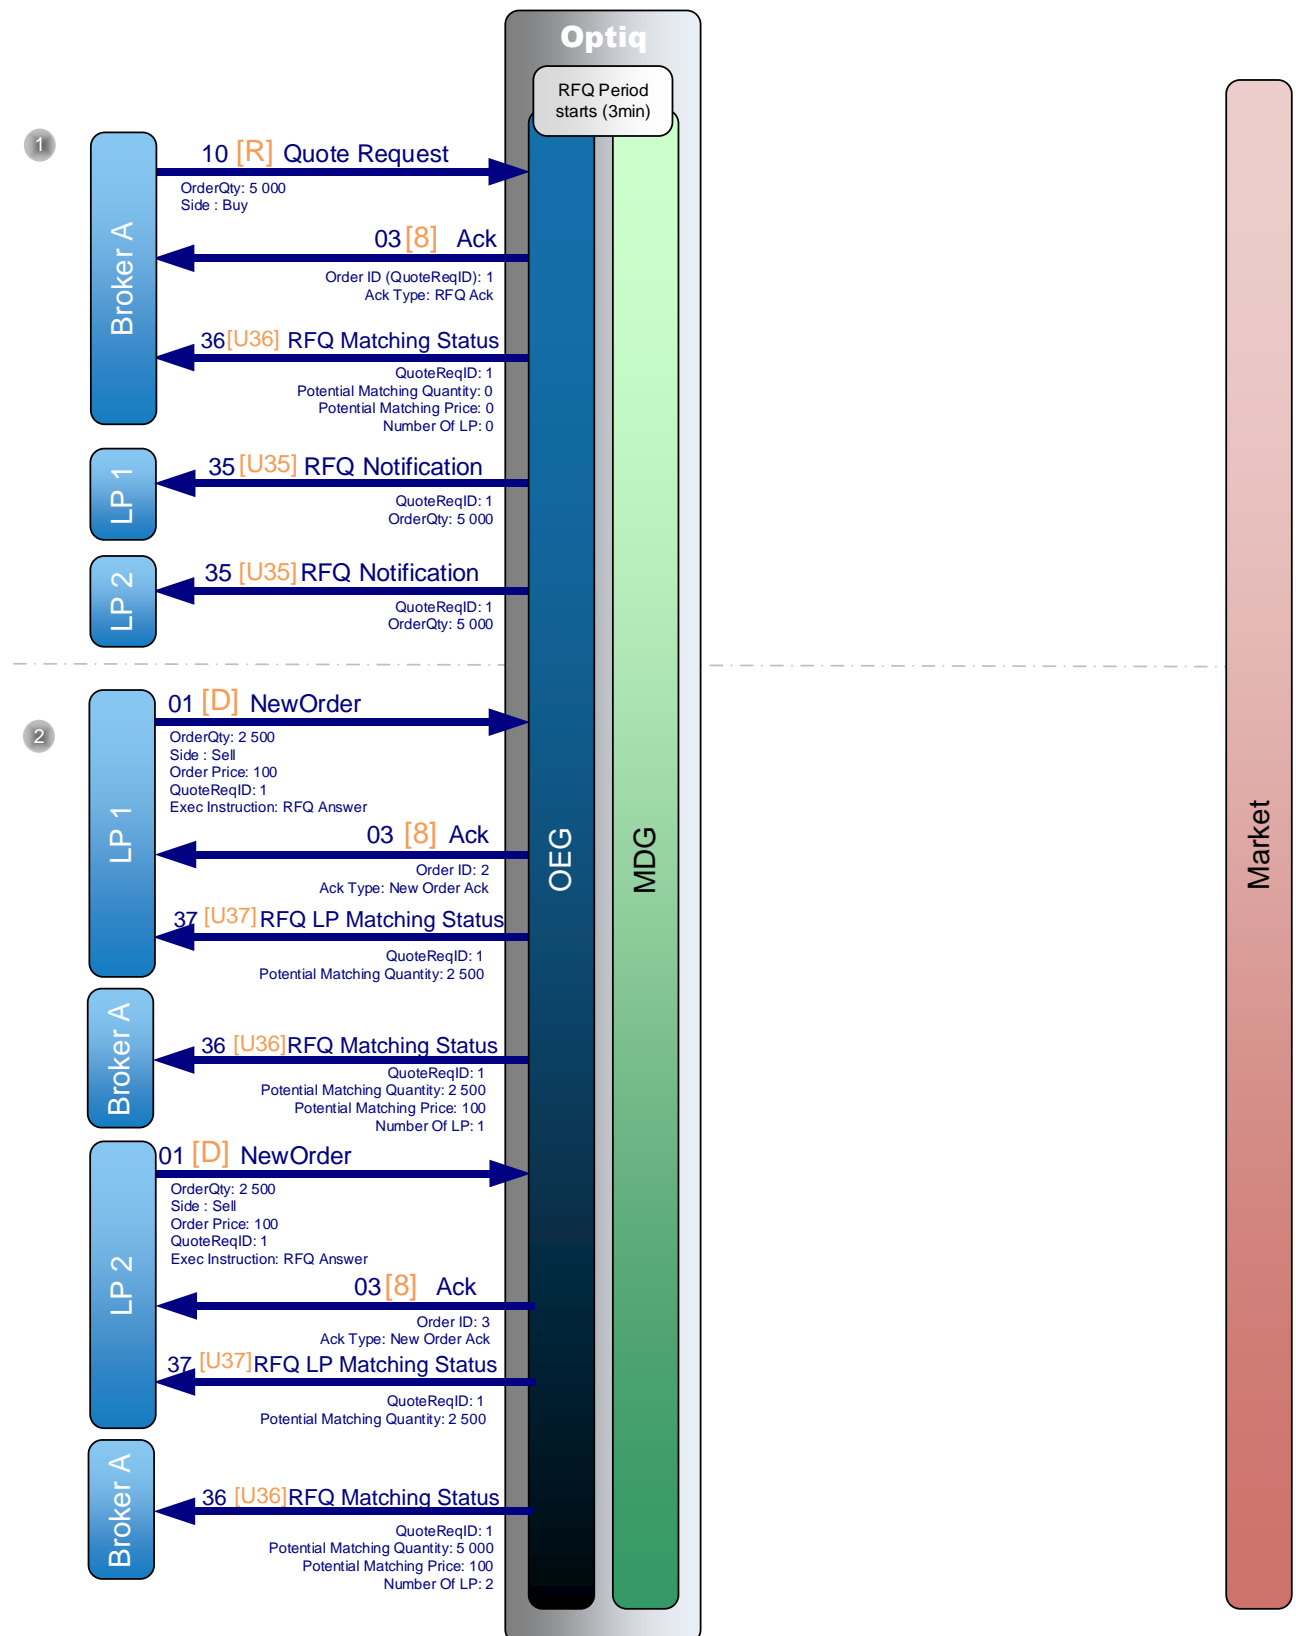 Optiq
RFQ Period
starts (3min)
1
Broker A
10 [R] Quote Request
OrderQty: 5 000
Side : Buy
03 [8] Ack
Order ID (QuoteReqID): 1
Ack Type: RFQ Ack
36 [U36] RFQ Matching Status
QuoteReqID: 1
Potential Matching Quantity: 0
Potential Matching Price: 0
Number Of LP: 0
LP 1
35 [U35] RFQ Notification
QuoteReqID: 1
OrderQty: 5 000
LP 2
35 [U35] RFQ Notification
QuoteReqID: 1
OrderQty: 5 000
2
LP 1
01 [D] NewOrder
OrderQty: 2 500
Side : Sell
Order Price: 100
QuoteReqID: 1
Exec Instruction: RFQ Answer
03 [8] Ack
Order ID: 2
Ack Type: New Order Ack
37 [U37] RFQ LP Matching Status
QuoteReqID: 1
Potential Matching Quantity: 2 500
Broker A
36 [U36] RFQ Matching Status
QuoteReqID: 1
Potential Matching Quantity: 2 500
Potential Matching Price: 100
Number Of LP: 1
LP 2
01 [D] NewOrder
OrderQty: 2 500
Side : Sell
Order Price: 100
QuoteReqID: 1
Exec Instruction: RFQ Answer
03 [8] Ack
Order ID: 3
Ack Type: New Order Ack
37 [U37] RFQ LP Matching Status
QuoteReqID: 1
Potential Matching Quantity: 2 500
Broker A
36 [U36] RFQ Matching Status
QuoteReqID: 1
Potential Matching Quantity: 5 000
Potential Matching Price: 100
Number Of LP: 2
OEG
MDG
Market